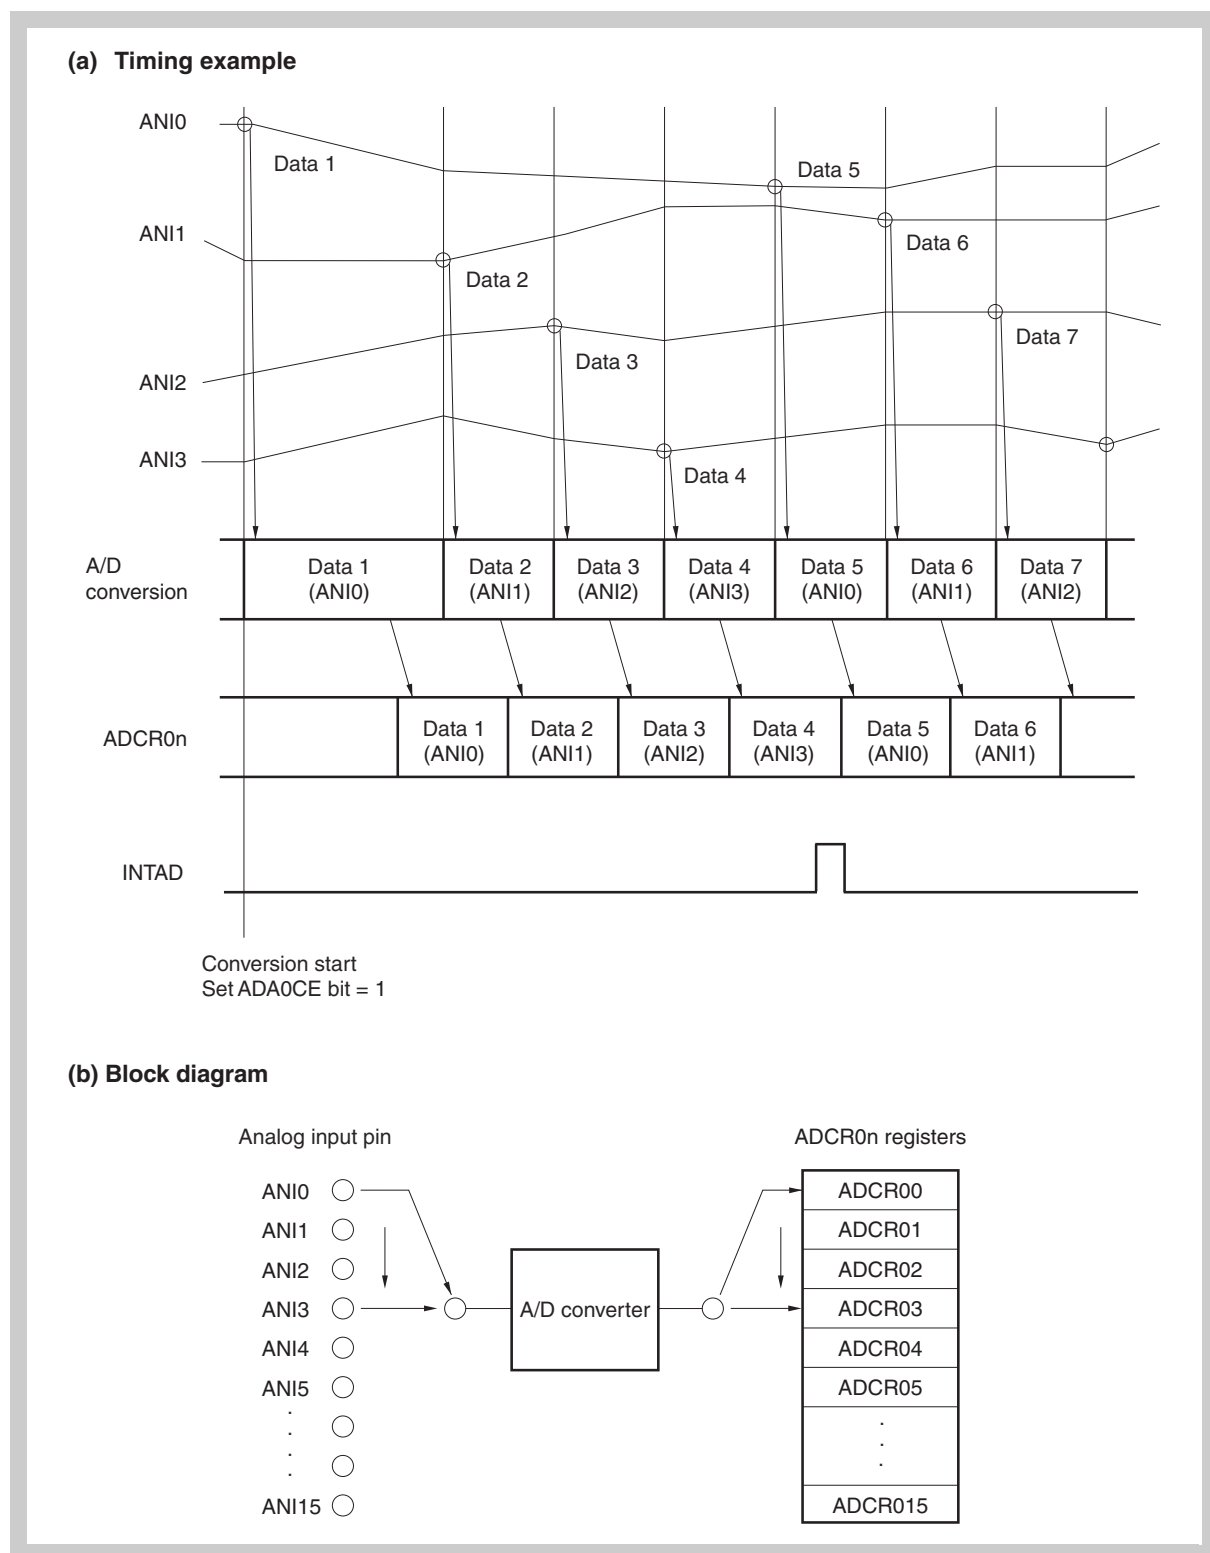 (a) Timing example
ANI0
Data 1
Data 5
ANI1
Data 6
Data 2
ANI2
Data 3
Data 7
ANI3
Data 4
A/D
conversion
Data 1
(ANI0)
Data 2
(ANI1)
Data 3
(ANI2)
Data 4
(ANI3)
Data 5
(ANI0)
Data 6
(ANI1)
Data 7
(ANI2)
ADCR0n
Data 1
(ANI0)
Data 2
(ANI1)
Data 3
(ANI2)
Data 4
(ANI3)
Data 5
(ANI0)
Data 6
(ANI1)
INTAD
Conversion start
Set ADA0CE bit = 1
(b) Block diagram
Analog input pin
ADCR0n registers
ANI0
ANI1
ANI2
ANI3
ANI4
ANI5
ANI15
A/D converter
ADCR00
ADCR01
ADCR02
ADCR03
ADCR04
ADCR05
ADCR015